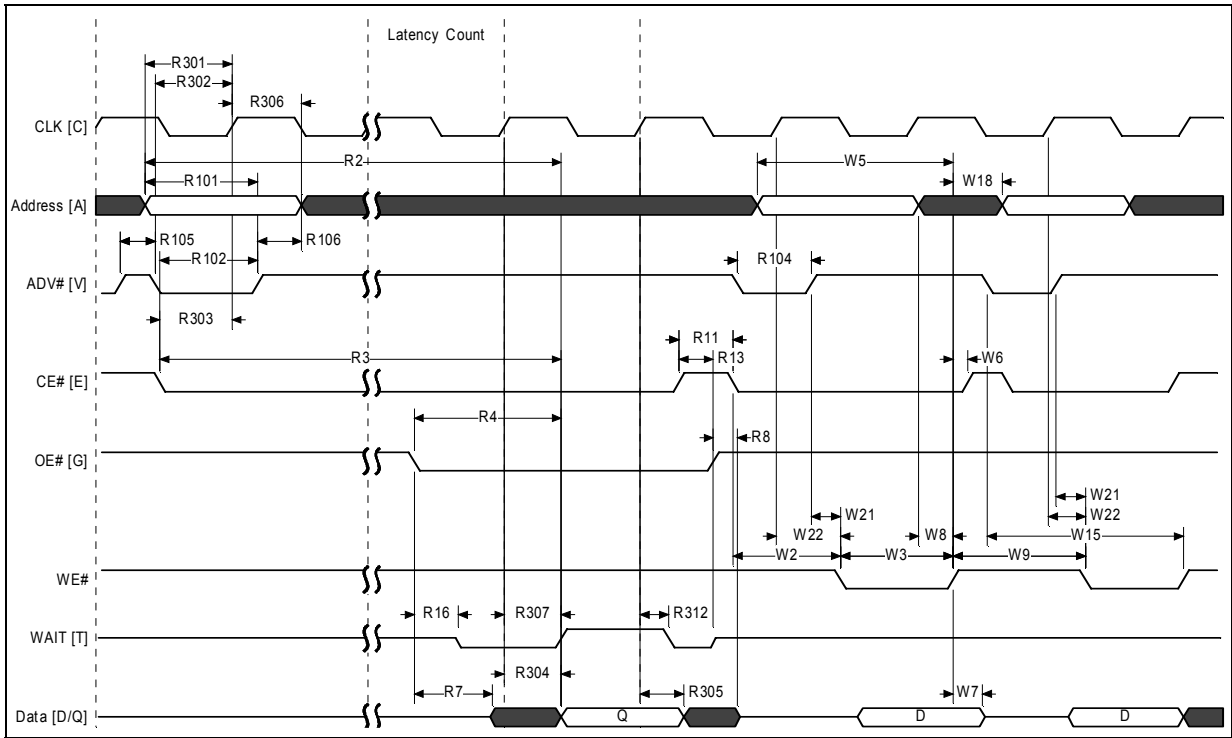 Latency Count
R301
R302
R306
CLK [C]
R2
W5
R101
W18
Address [A]
R105
R106
R102
R104
ADV# [V]
R303
R11
R3
R13
W6
CE# [E]
R4
R8
OE# [G]
W21
W21
W22
W22
W8
W15
W2
W3
W9
WE#
R16
R307
R312
WAIT [T]
R304
R7
R305
W7
Data [D/Q]
Q
D
D